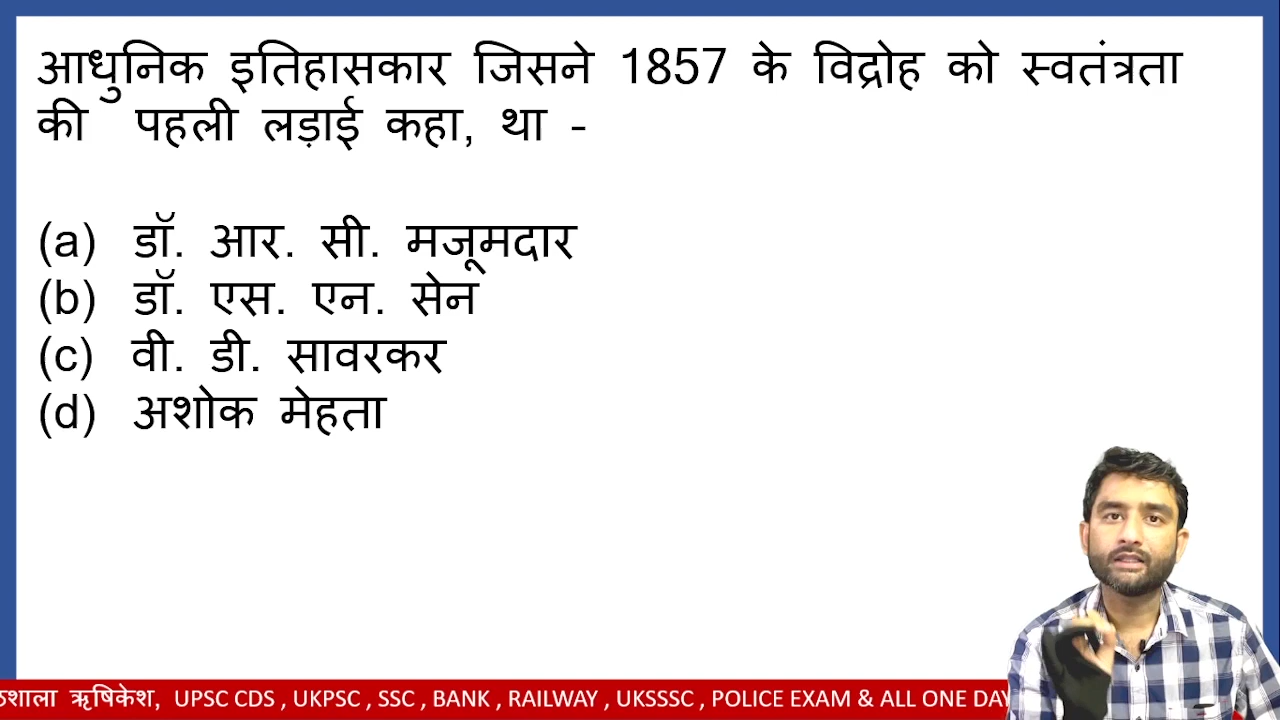 आधुनिक इतिहासकार जिसने 1857 के विद्रोह को स्वतंत्रता
की पहली लड़ाई कहा, था -
(a) डॉ. आर. सी. मजूमदार
(b) डॉ. एस. एन. सेन
(c) वी. डी. सावरकर
(d) अशोक मेहता
ऋषिकेश, UPSC CDS , UKPSC , SSC , BANK , RAILWAY , UKSSSC , POLICE EXAM & ALL ONE DAY